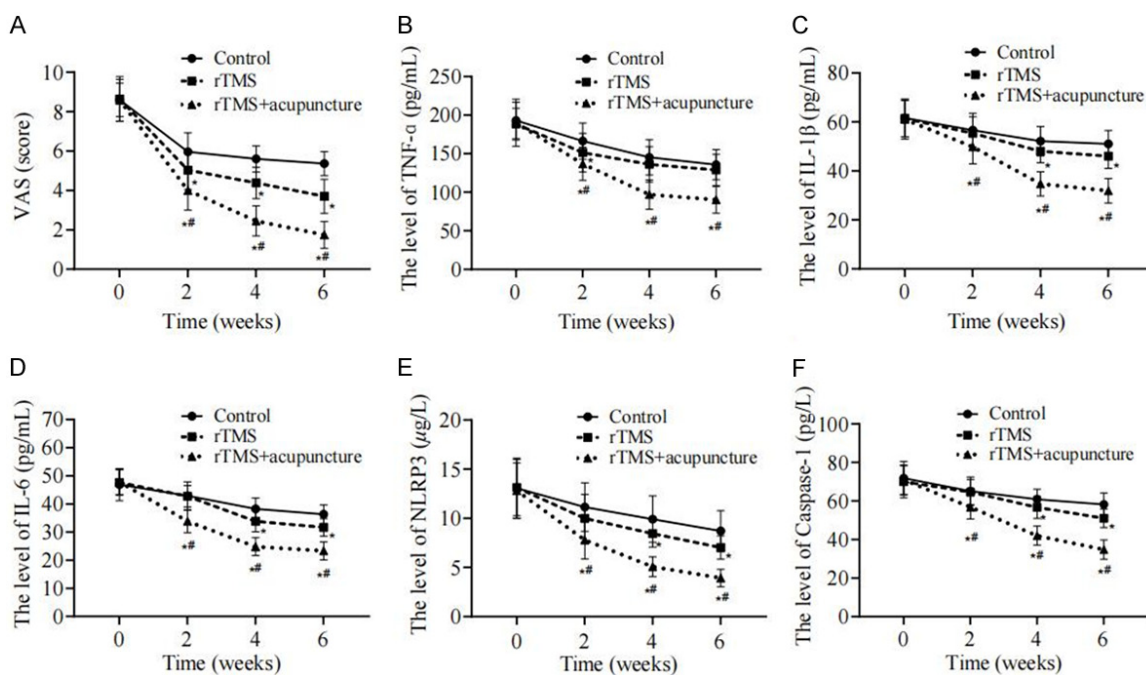 A
Control
rTMS
rTMS+acupuncture
VAS (score)
10
8
6
4
2
0
*
*
*
*#
*#
*#
0 2 4 6
Time (weeks)
B
Control
rTMS
rTMS+acupuncture
The level of TNF-α (pg/mL)
250
200
150
100
50
0
*
*#
*#
*#
0 2 4 6
Time (weeks)
C
Control
rTMS
rTMS+acupuncture
The level of IL-1β (pg/mL)
80
60
40
20
0
*
*
*#
*#
*#
0 2 4 6
Time (weeks)
D
Control
rTMS
rTMS+acupuncture
The level of IL-6 (pg/mL)
70
60
50
40
30
20
10
0
*
*
*#
*#
*#
0 2 4 6
Time (weeks)
E
Control
rTMS
rTMS+acupuncture
The level of NLRP3 (μg/L)
20
15
10
5
0
*
*
*#
*#
*#
0 2 4 6
Time (weeks)
F
Control
rTMS
rTMS+acupuncture
The level of Caspase-1 (pg/L)
100
80
60
40
20
0
*
*
*#
*#
*#
0 2 4 6
Time (weeks)